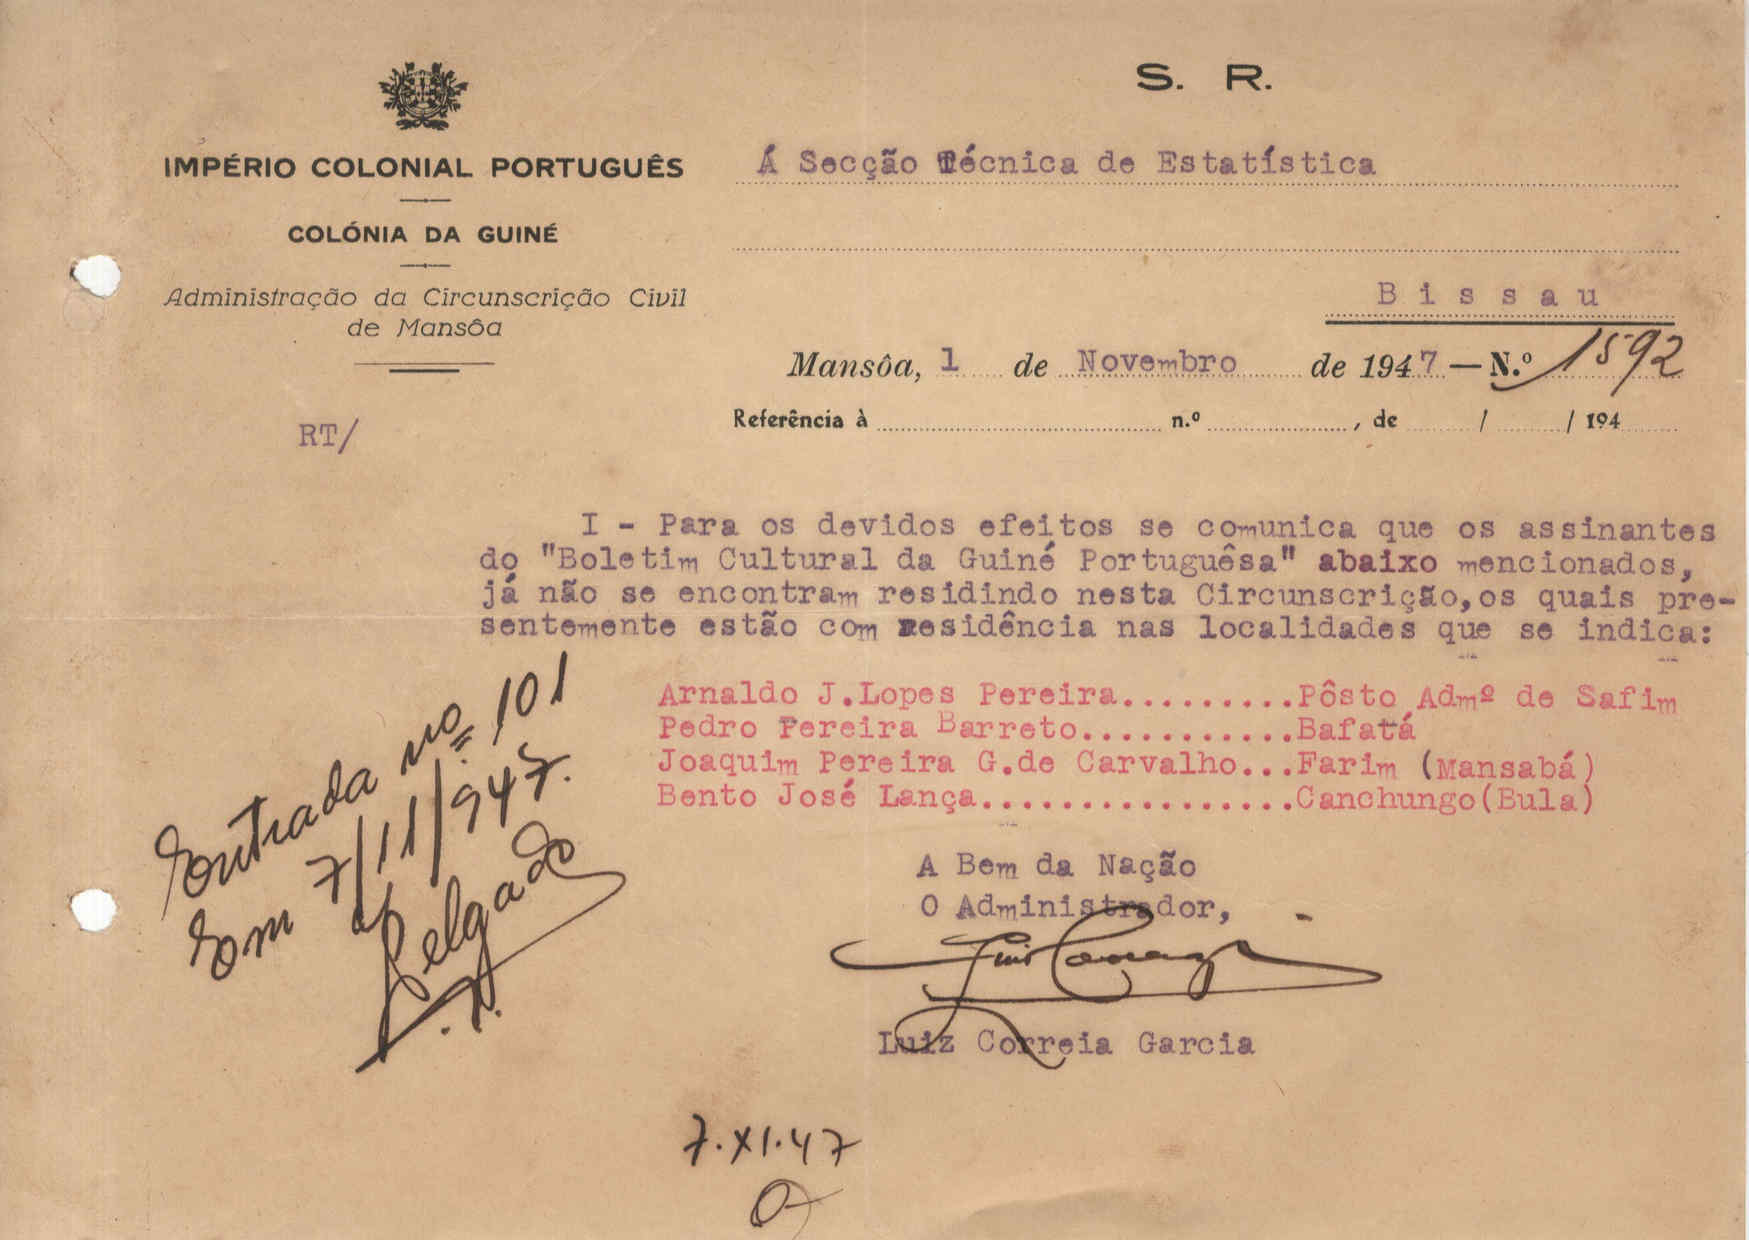 S. R.
IMPÉRIO COLONIAL PORTUGUÊS
COLÓNIA DA GUINÉ
Administração da Circunscrição Civil
de Mansôa
Á Secção Técnica de Estatística
Bissau
Mansôa, 1 de Novembro de 1947 — N.º 1592
Referência à n.º , de / / 194
RT/
I - Para os devidos efeitos se comunica que os assinantes
do "Boletim Cultural da Guiné Portuguêsa" abaixo mencionados,
já não se encontram residindo nesta Circunscrição,os quais pre-
sentemente estão com residência nas localidades que se indica:
Arnaldo J.Lopes Pereira.........Pôsto Admº de Safim
Pedro Pereira Barreto...........Bafatá
Joaquim Pereira G.de Carvalho...Farim (Mansabá)
Bento José Lança................Canchungo(Bula)
Entrada nº 101
Em 7/11/947.
Delgado
A Bem da Nação
O Administrador,
Luiz Correia Garcia
7.XI.47